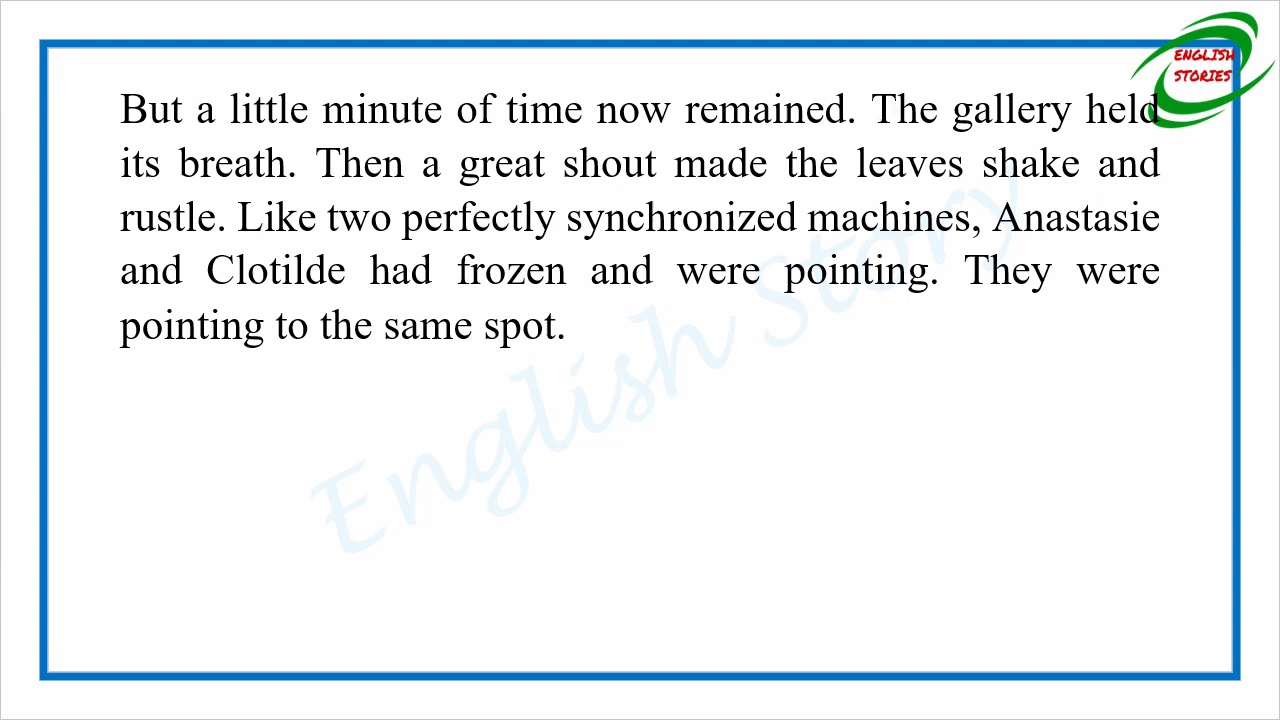 ENGLISH
STORIES
But a little minute of time now remained. The gallery held
its breath. Then a great shout made the leaves shake and
rustle. Like two perfectly synchronized machines, Anastasie
and Clotilde had frozen and were pointing. They were
pointing to the same spot.
English Story